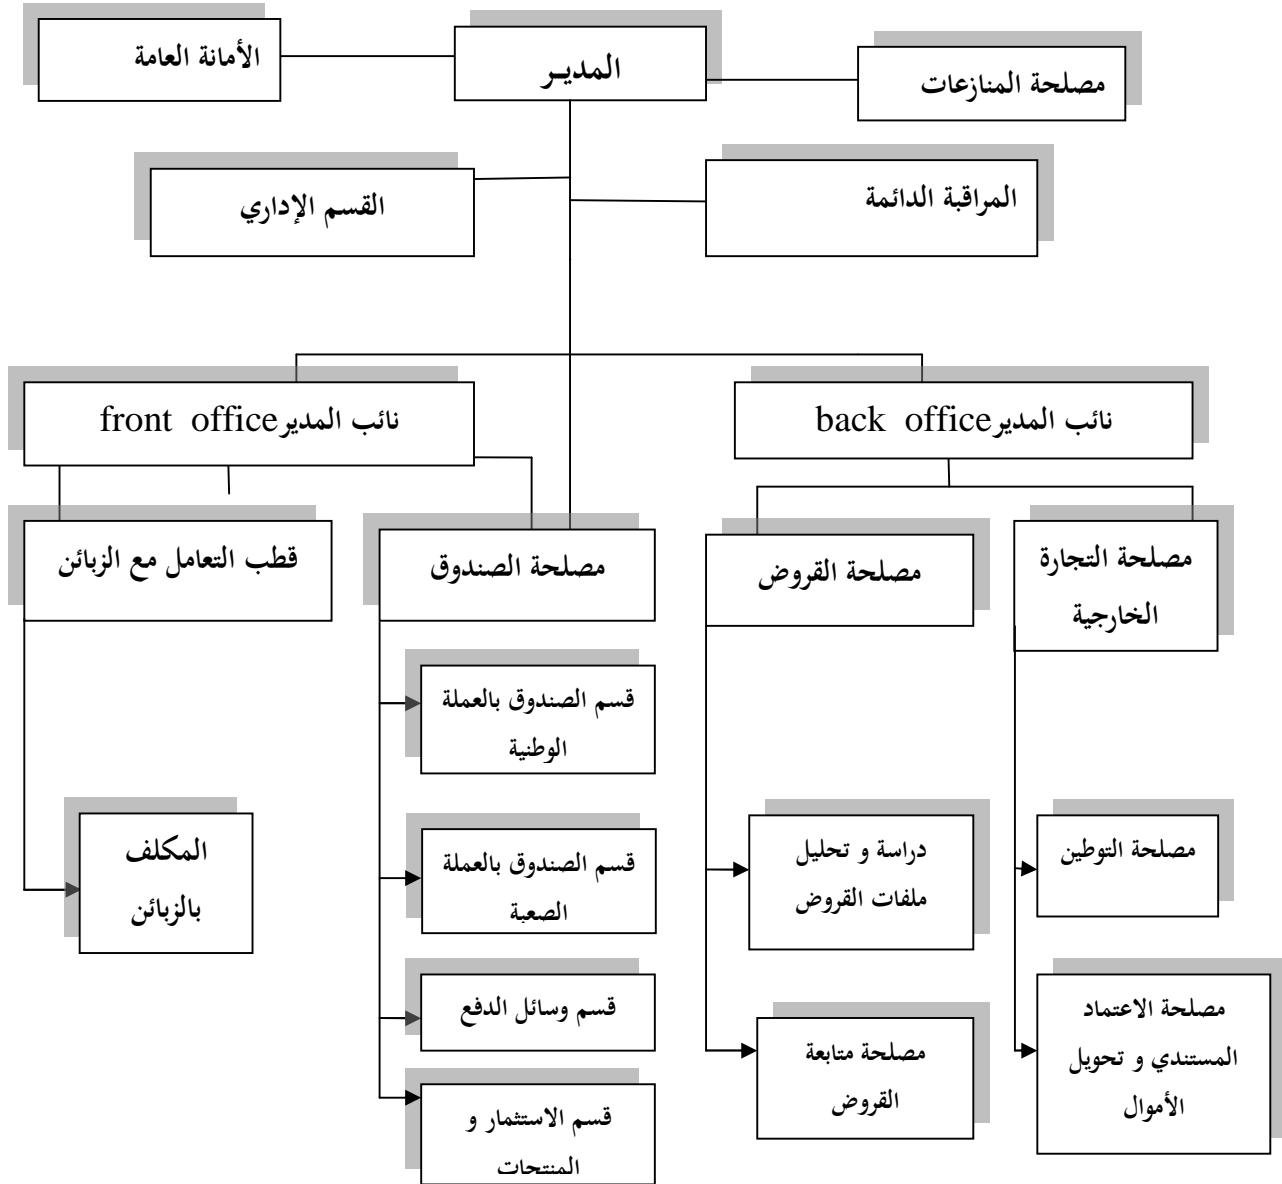 الأمانة العامة
المديـر
مصلحة المنازعات
القسم الإداري
المراقبة الدائمة
نائب المدير front office
نائب المدير back office
قطب التعامل مع الزبائن
مصلحة الصندوق
مصلحة القروض
مصلحة التجارة
الخارجية
قسم الصندوق بالعملة
الوطنية
المكلف
بالزبائن
قسم الصندوق بالعملة
الصعبة
دراسة و تحليل
ملفات القروض
مصلحة التوطين
قسم وسائل الدفع
مصلحة متابعة
القروض
مصلحة الاعتماد
المستندي و تحويل
الأموال
قسم الاستثمار و
المنتجات